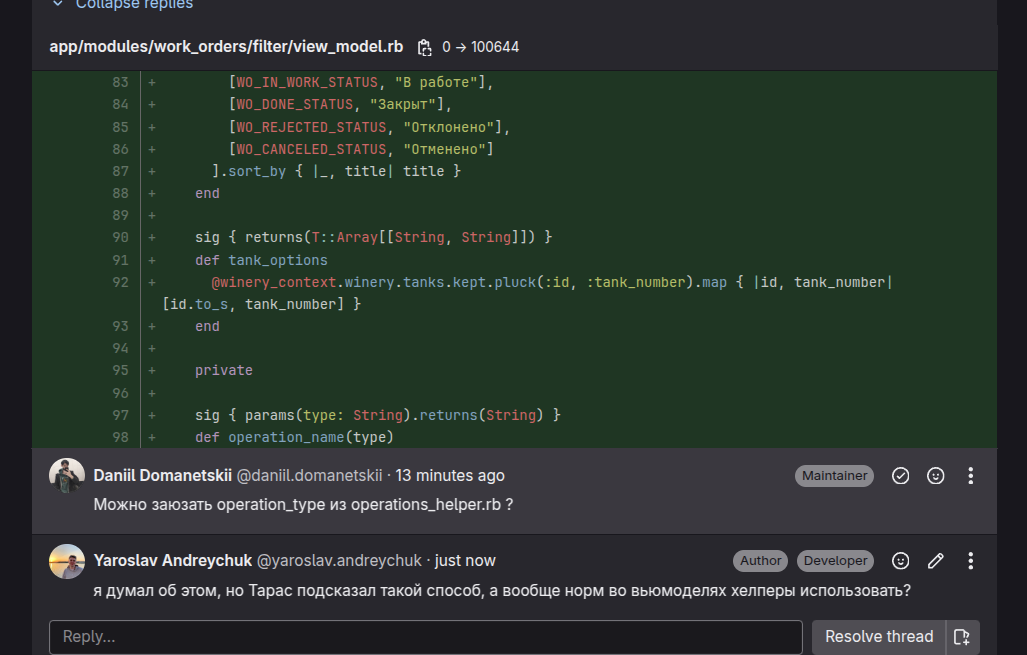 Collapse replies
app/modules/work_orders/filter/view_model.rb 0 → 100644
83 + [WO_IN_WORK_STATUS, "В работе"],
84 + [WO_DONE_STATUS, "Закрыт"],
85 + [WO_REJECTED_STATUS, "Отклонено"],
86 + [WO_CANCELED_STATUS, "Отменено"]
87 + ].sort_by { |_, title| title }
88 + end
89 +
90 + sig { returns(T::Array[[String, String]]) }
91 + def tank_options
92 + @winery_context.winery.tanks.kept.pluck(:id, :tank_number).map { |id, tank_number|
[id.to_s, tank_number] }
93 + end
94 +
95 + private
96 +
97 + sig { params(type: String).returns(String) }
98 + def operation_name(type)
Daniil Domanetskii @daniil.domanetskii · 13 minutes ago Maintainer
Можно заюзать operation_type из operations_helper.rb ?
Yaroslav Andreychuk @yaroslav.andreychuk · just now Author Developer
я думал об этом, но Тарас подсказал такой способ, а вообще норм во вьюмоделях хелперы использовать?
Reply... Resolve thread